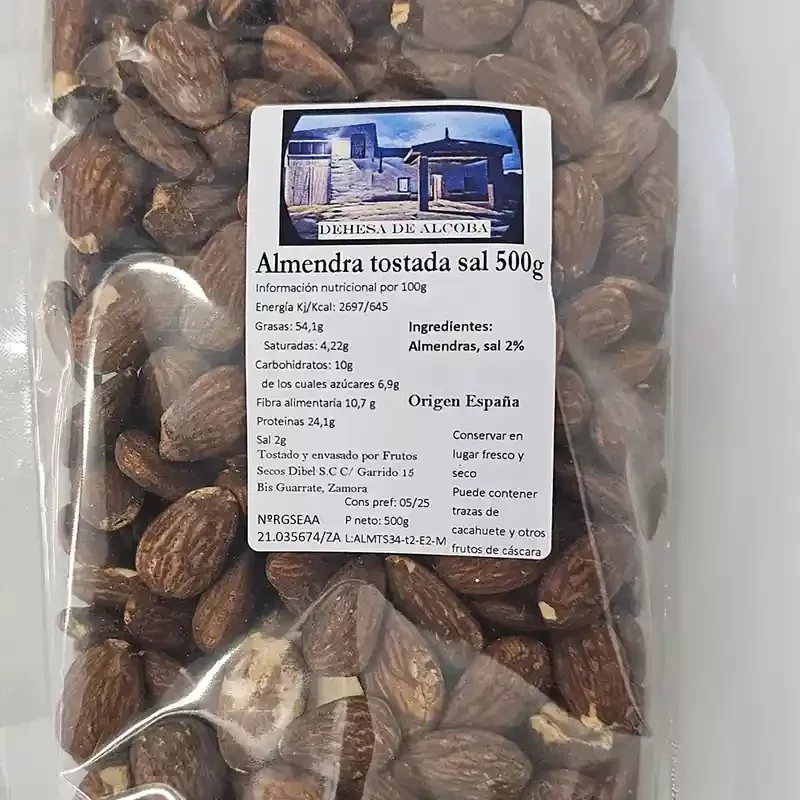 DEHESA DE ALCOBA
Almendra tostada sal 500g
Información nutricional por 100g
Energía Kj/Kcal: 2697/645
Grasas: 54,1g
Saturadas: 4,22g
Carbohidratos: 10g
de los cuales azúcares 6,9g
Fibra alimentaria 10,7 g
Proteinas 24,1g
Sal 2g
Ingredientes:
Almendras, sal 2%
Origen España
Tostado y envasado por Frutos
Secos Dibel S.C C/ Garrido 15
Bis Guarrate, Zamora
Cons pref: 05/25
NºRGSEAA
P neto: 500g
21.035674/ZA
L:ALMTS34-t2-E2-M
Conservar en
lugar fresco y
seco
Puede contener
trazas de
cacahuete y otros
frutos de cáscara